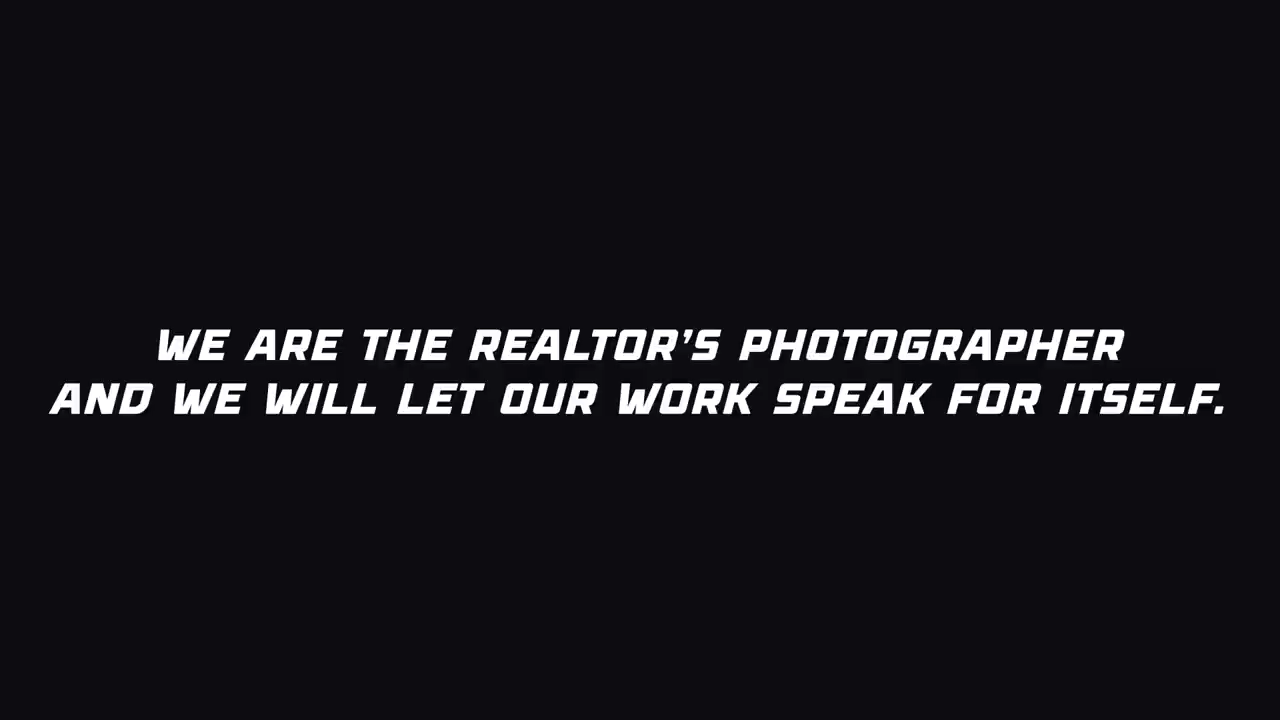 WE ARE THE REALTOR’S PHOTOGRAPHER
AND WE WILL LET OUR WORK SPEAK FOR ITSELF.